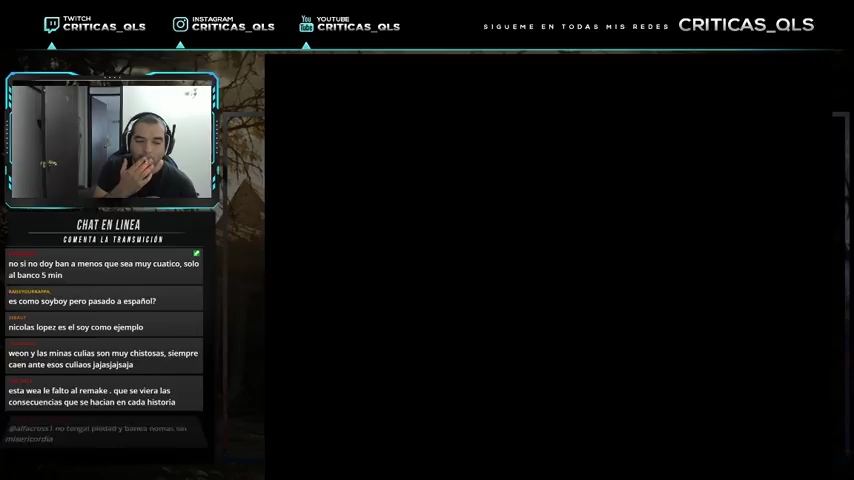 TWITCH
CRITICAS_QLS
INSTAGRAM
CRITICAS_QLS
You
Tube
YOUTUBE
CRITICAS_QLS
SIGUEME EN TODAS MIS REDES
CRITICAS_QLS
CHAT EN LINEA
COMENTA LA TRANSMICIÓN
no si no doy ban a menos que sea muy cuatico, solo
al banco 5 min
es como soyboy pero pasado a español?
nicolas lopez es el soy como ejemplo
weon y las minas culias son muy chistosas, siempre
caen ante esos culiaos jajasjajsaja
esta wea le falto al remake . que se viera las
consecuencias que se hacian en cada historia
@alfacross1 no tengai piedad y banea nomas sin
misericordia